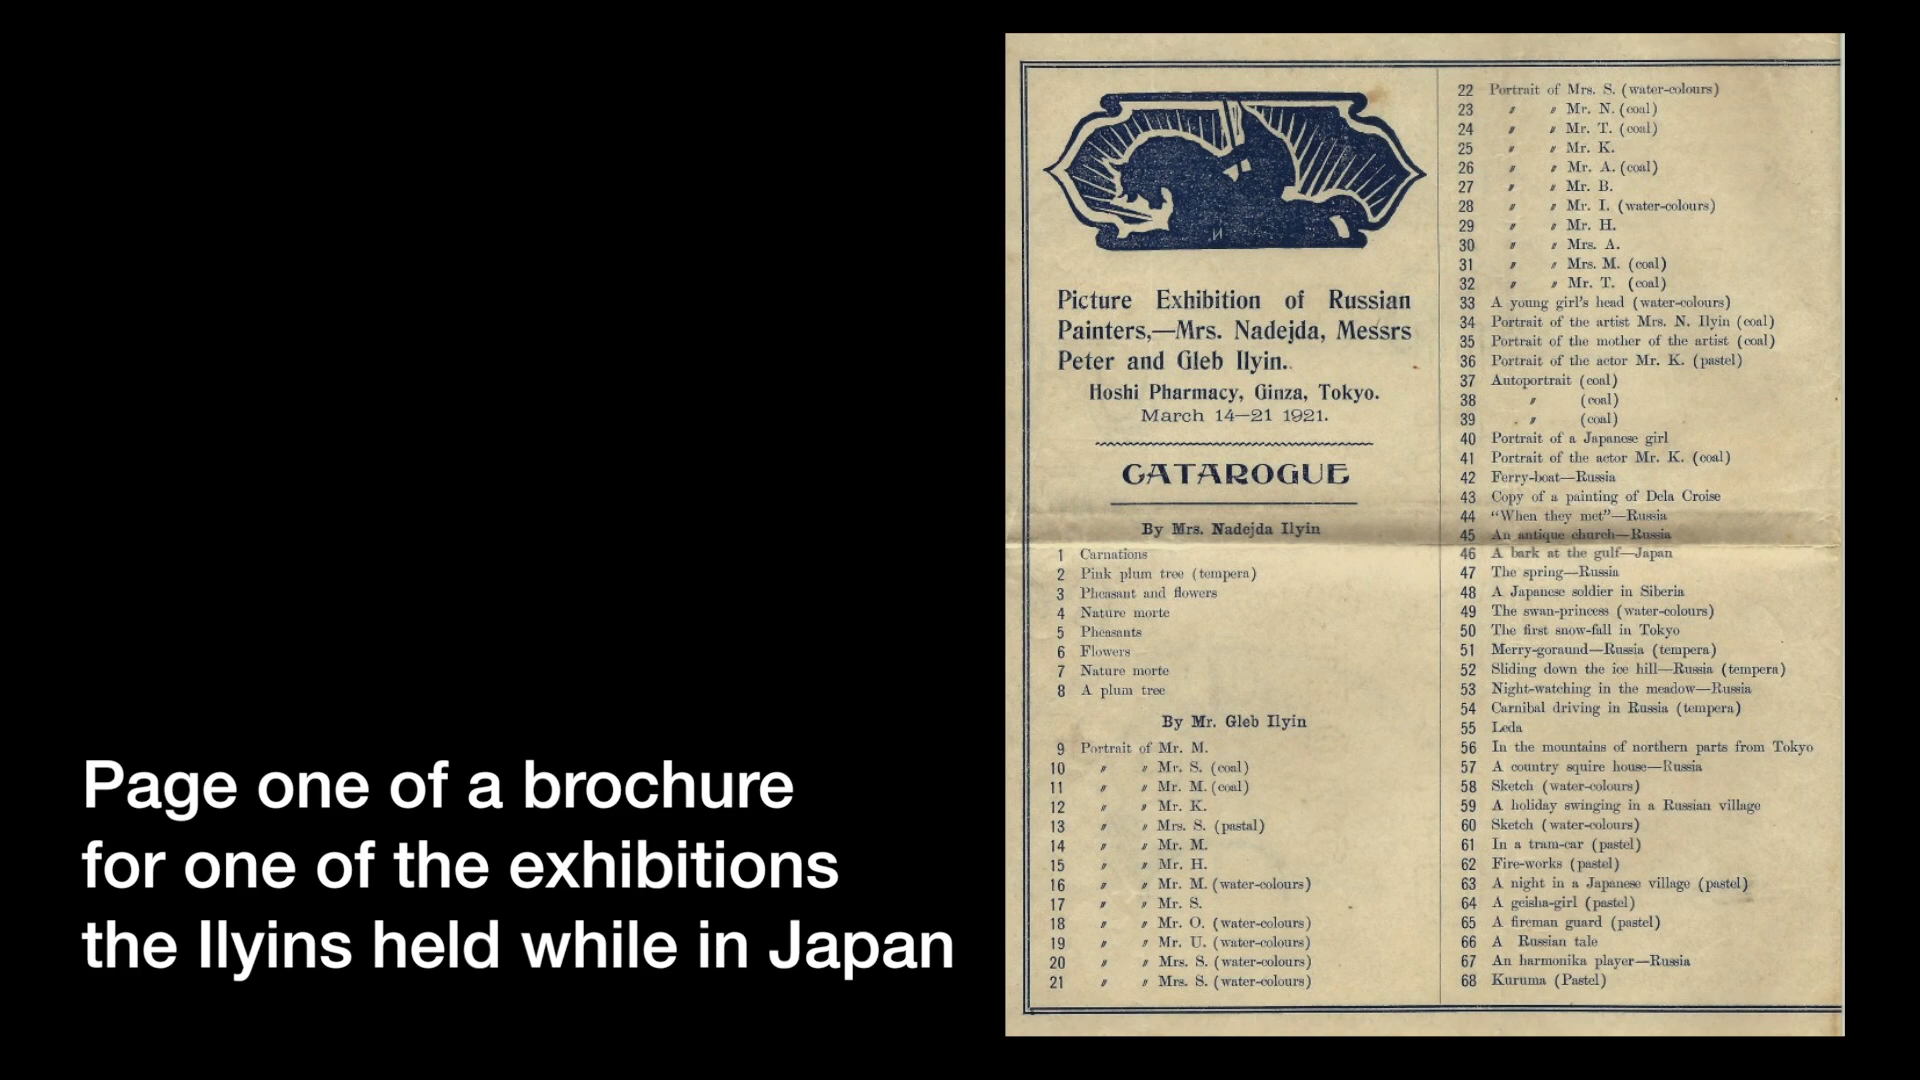 Page one of a brochure
for one of the exhibitions
the Ilyins held while in Japan
И
Picture Exhibition of Russian
Painters,—Mrs. Nadejda, Messrs
Peter and Gleb Ilyin.
Hoshi Pharmacy, Ginza, Tokyo.
March 14—21 1921.
CATAROGUE
By Mrs. Nadejda Ilyin
1 Carnations
2 Pink plum tree (tempera)
3 Pheasant and flowers
4 Nature morte
5 Pheasants
6 Flowers
7 Nature morte
8 A plum tree
By Mr. Gleb Ilyin
9 Portrait of Mr. M.
10 〃 〃 Mr. S. (coal)
11 〃 〃 Mr. M. (coal)
12 〃 〃 Mr. K.
13 〃 〃 Mrs. S. (pastal)
14 〃 〃 Mr. M.
15 〃 〃 Mr. H.
16 〃 〃 Mr. M. (water-colours)
17 〃 〃 Mr. S.
18 〃 〃 Mr. O. (water-colours)
19 〃 〃 Mr. U. (water-colours)
20 〃 〃 Mrs. S. (water-colours)
21 〃 〃 Mrs. S. (water-colours)
22 Portrait of Mrs. S. (water-colours)
23 〃 〃 Mr. N. (coal)
24 〃 〃 Mr. T. (coal)
25 〃 〃 Mr. K.
26 〃 〃 Mr. A. (coal)
27 〃 〃 Mr. B.
28 〃 〃 Mr. I. (water-colours)
29 〃 〃 Mr. H.
30 〃 〃 Mrs. A.
31 〃 〃 Mrs. M. (coal)
32 〃 〃 Mr. T. (coal)
33 A young girl's head (water-colours)
34 Portrait of the artist Mrs. N. Ilyin (coal)
35 Portrait of the mother of the artist (coal)
36 Portrait of the actor Mr. K. (pastel)
37 Autoportrait (coal)
38 〃 (coal)
39 〃 (coal)
40 Portrait of a Japanese girl
41 Portrait of the actor Mr. K. (coal)
42 Ferry-boat—Russia
43 Copy of a painting of Dela Croise
44 “When they met”—Russia
45 An antique church—Russia
46 A bark at the gulf—Japan
47 The spring—Russia
48 A Japanese soldier in Siberia
49 The swan-princess (water-colours)
50 The first snow-fall in Tokyo
51 Merry-goraund—Russia (tempera)
52 Sliding down the ice hill—Russia (tempera)
53 Night-watching in the meadow—Russia
54 Carnibal driving in Russia (tempera)
55 Leda
56 In the mountains of northern parts from Tokyo
57 A country squire house—Russia
58 Sketch (water-colours)
59 A holiday swinging in a Russian village
60 Sketch (water-colours)
61 In a tram-car (pastel)
62 Fire-works (pastel)
63 A night in a Japanese village (pastel)
64 A geisha-girl (pastel)
65 A fireman guard (pastel)
66 A Russian tale
67 An harmonika player—Russia
68 Kuruma (Pastel)